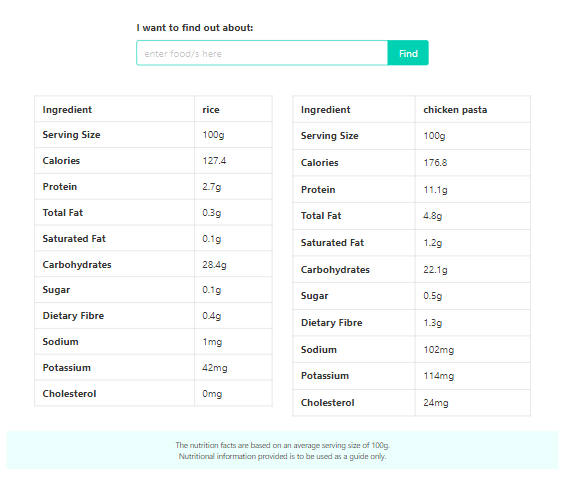 I want to find out about:
enter food/s here
Find
Ingredient rice
Serving Size 100g
Calories 127.4
Protein 2.7g
Total Fat 0.3g
Saturated Fat 0.1g
Carbohydrates 28.4g
Sugar 0.1g
Dietary Fibre 0.4g
Sodium 1mg
Potassium 42mg
Cholesterol 0mg
Ingredient chicken pasta
Serving Size 100g
Calories 176.8
Protein 11.1g
Total Fat 4.8g
Saturated Fat 1.2g
Carbohydrates 22.1g
Sugar 0.5g
Dietary Fibre 1.3g
Sodium 102mg
Potassium 114mg
Cholesterol 24mg
The nutrition facts are based on an average serving size of 100g.
Nutritional information provided is to be used as a guide only.